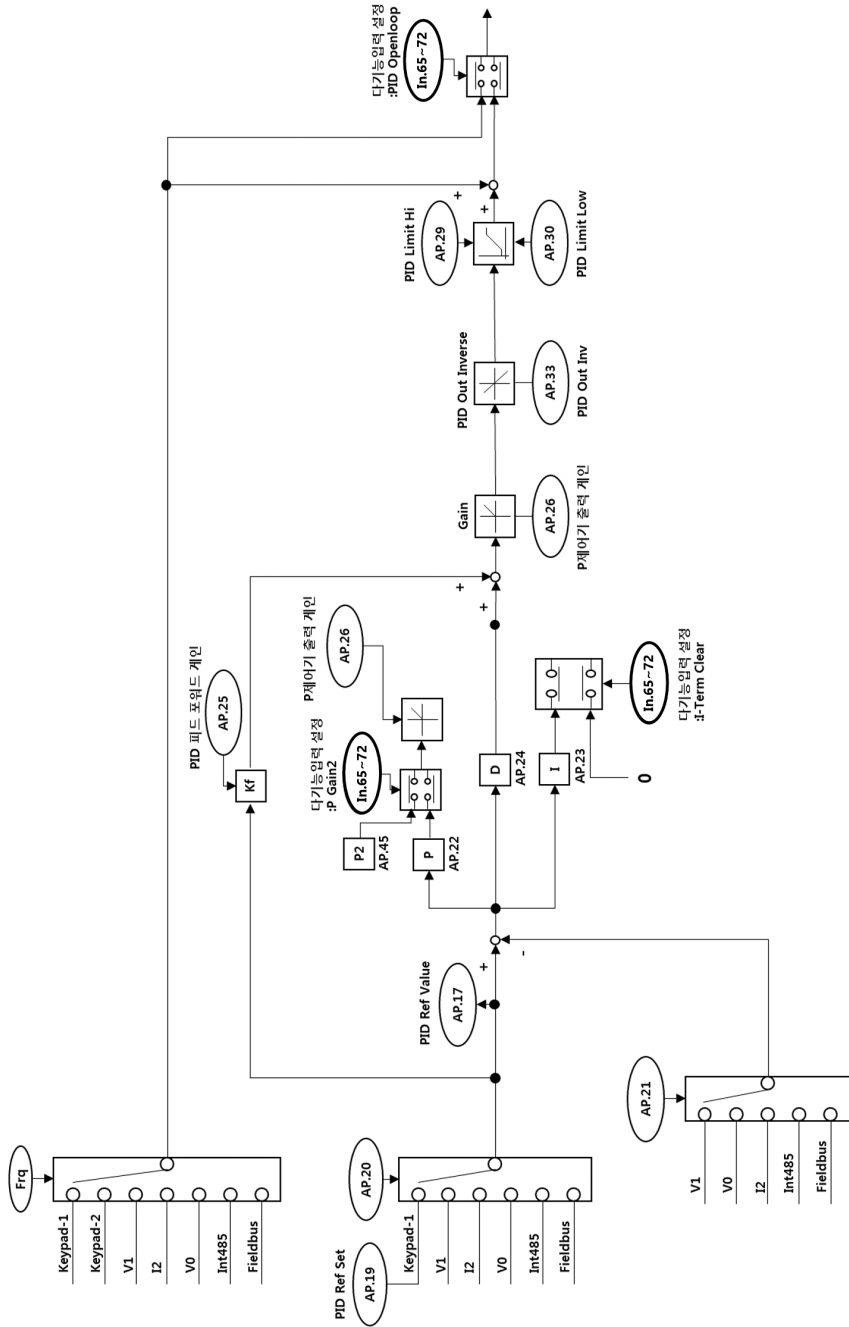 Frq
Keypad-1
Keypad-2
V1
I2
V0
Int485
Fieldbus
PID Ref Set
AP.19
AP.20
Keypad-1
V1
I2
V0
Int485
Fieldbus
AP.21
V1
V0
I2
Int485
Fieldbus
PID Ref Value
AP.17
+
-
PID 피드 포워드 게인
AP.25
Kf
P2
AP.45
P
AP.22
다기능입력 설정
:P Gain2
In.65~72
P제어기 출력 게인
AP.26
D
AP.24
I
AP.23
0
In.65~72
다기능입력 설정
:I-Term Clear
+
+
Gain
AP.26
P제어기 출력 게인
PID Out Inverse
AP.33
PID Out Inv
PID Limit Hi
AP.29
AP.30
PID Limit Low
+
+
다기능입력 설정
:PID Openloop
In.65~72